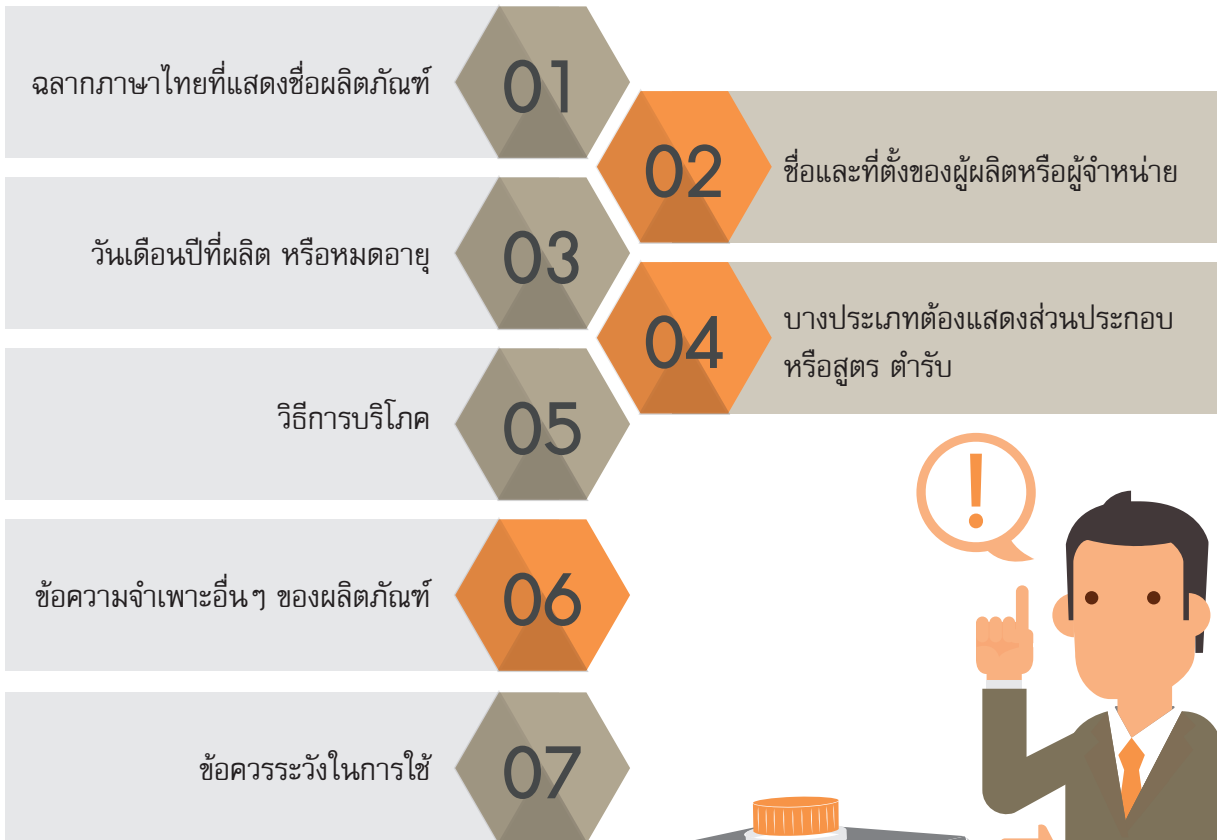 ฉลากภาษาไทยที่แสดงชื่อผลิตภัณฑ์
01
02
ชื่อและที่ตั้งของผู้ผลิตหรือผู้จำหน่าย
วันเดือนปีที่ผลิต หรือหมดอายุ
03
04
บางประเภทต้องแสดงส่วนประกอบ
หรือสูตร ตำรับ
วิธีการบริโภค
05
ข้อความจำเพาะอื่นๆ ของผลิตภัณฑ์
06
ข้อควรระวังในการใช้
07
!